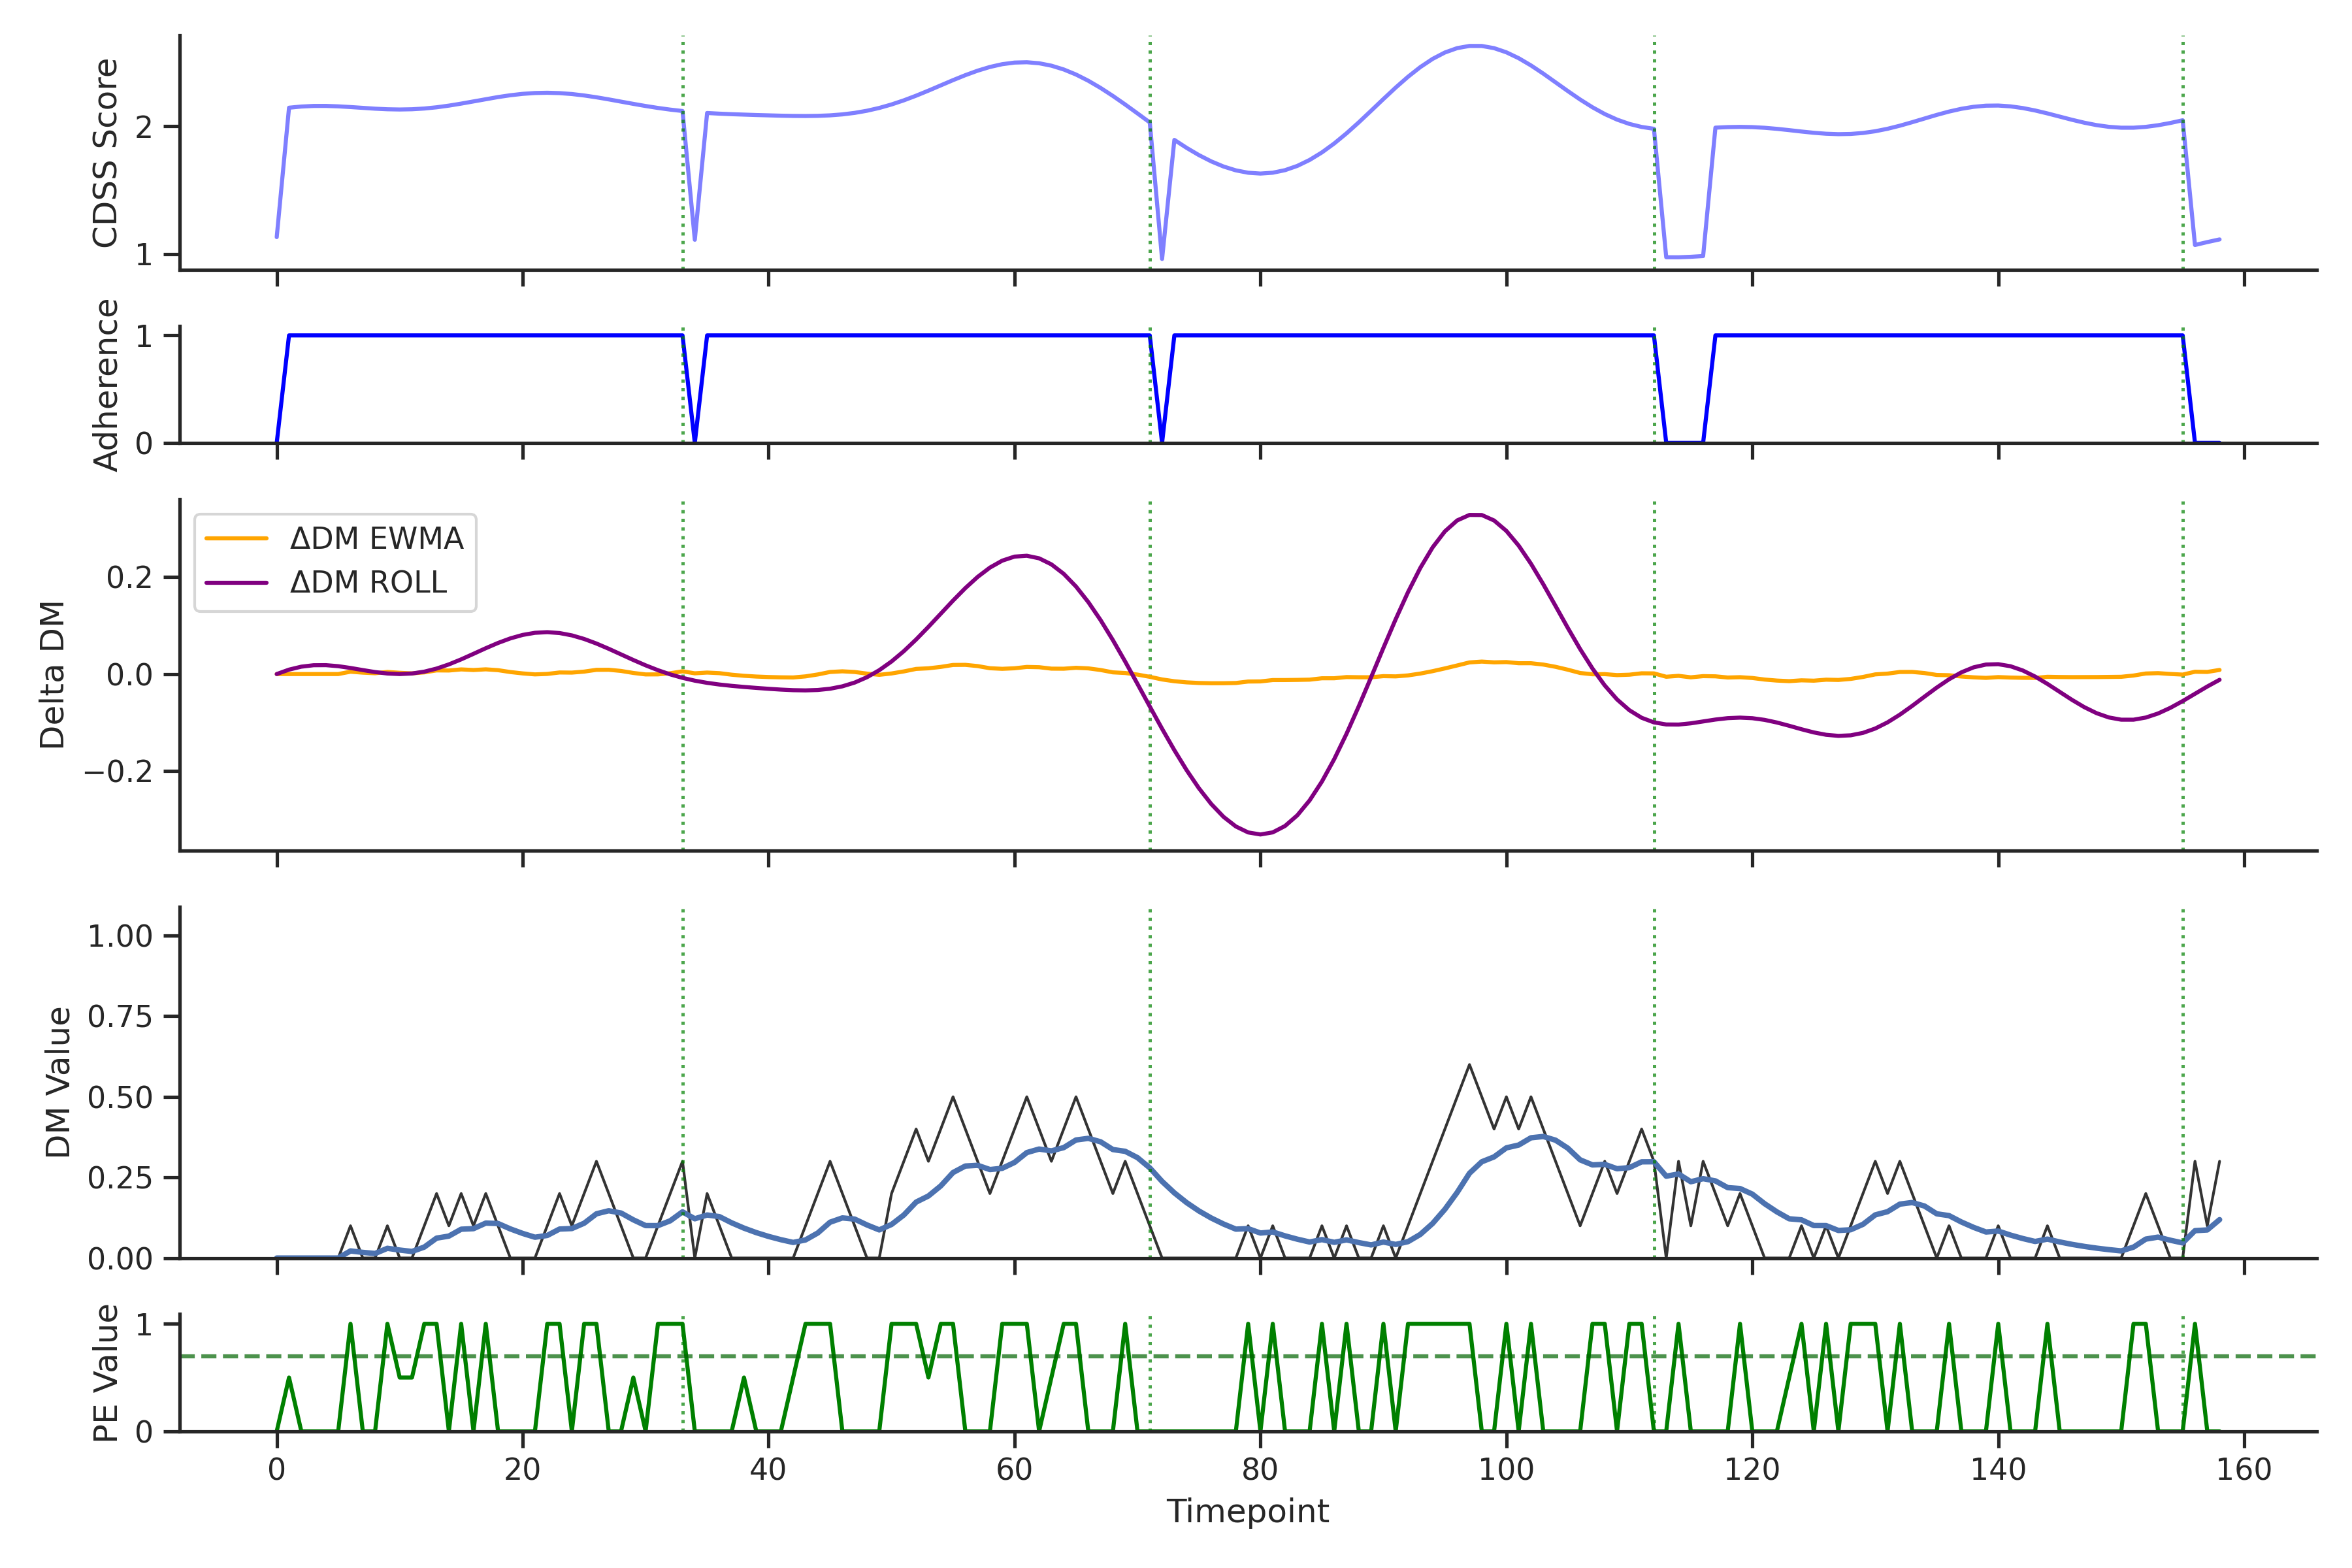 CDSS Score
2
1
Adherence
1
0
Delta DM
0.2
0.0
−0.2
ΔDM EWMA
ΔDM ROLL
DM Value
1.00
0.75
0.50
0.25
0.00
PE Value
1
0
0 20 40 60 80 100 120 140 160
Timepoint